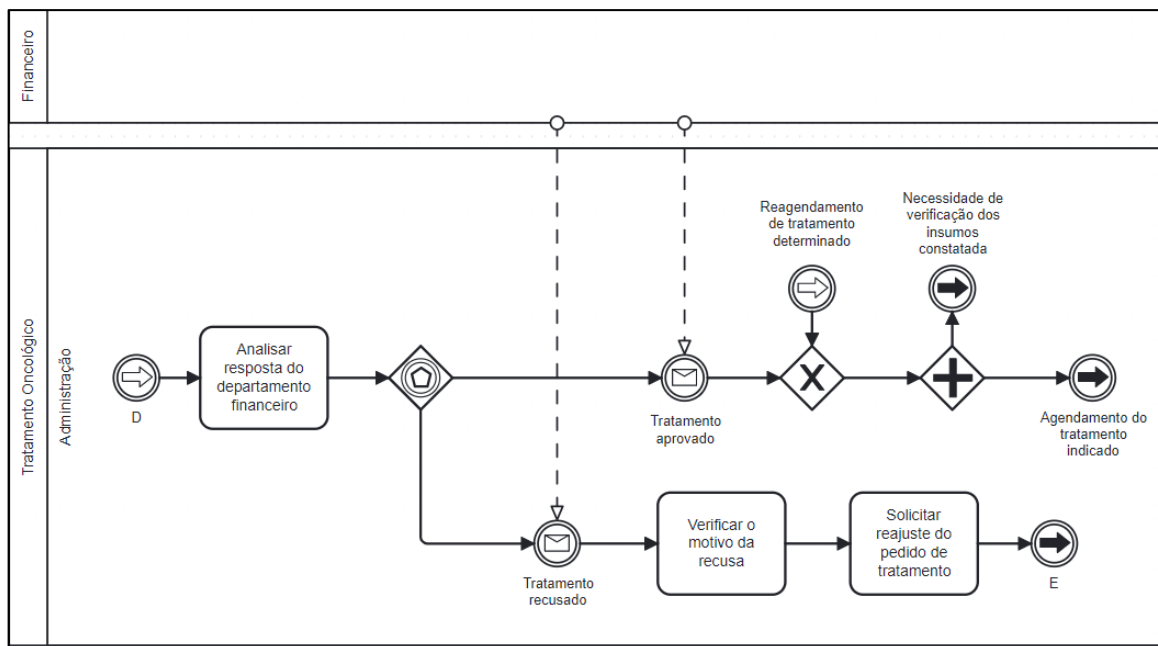 Financeiro
Tratamento Oncológico
Administração
D
Analisar
resposta do
departamento
financeiro
Tratamento
aprovado
Reagendamento
de tratamento
determinado
Necessidade de
verificação dos
insumos
constatada
Agendamento do
tratamento
indicado
Tratamento
recusado
Verificar o
motivo da
recusa
Solicitar
reajuste do
pedido de
tratamento
E